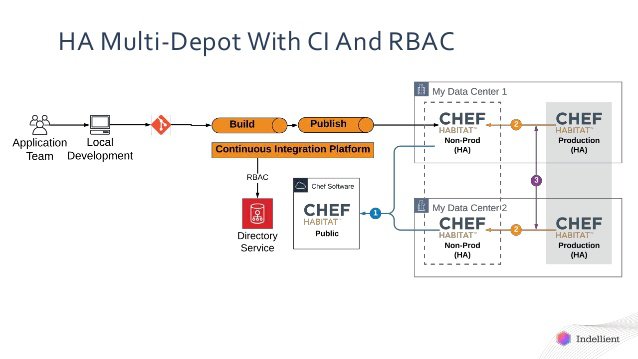 HA Multi-Depot With CI And RBAC
Application
Team
Local
Development
Build
Publish
Continuous Integration Platform
RBAC
Directory
Service
Chef Software
CHEF
HABITAT™
Public
1
My Data Center 1
CHEF
HABITAT™
Non-Prod
(HA)
2
CHEF
HABITAT™
Production
(HA)
3
My Data Center 2
CHEF
HABITAT™
Non-Prod
(HA)
2
CHEF
HABITAT™
Production
(HA)
Indellient